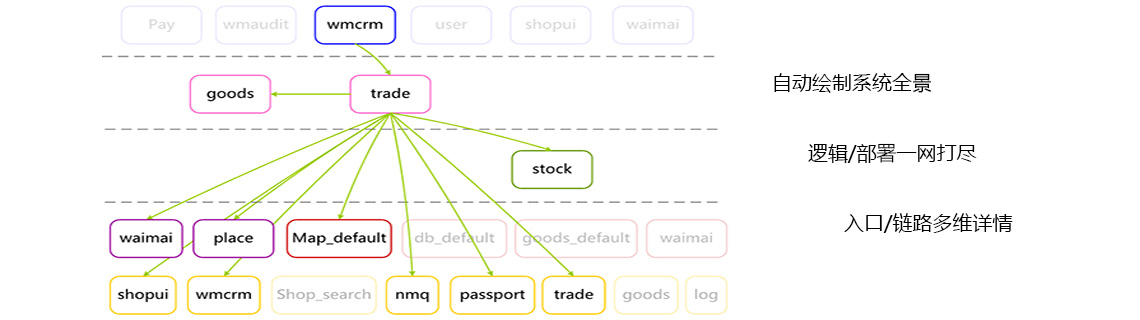 Pay wmaudit wmcrm user shopui waimai
自动绘制系统全景
goods trade
逻辑/部署一网打尽
stock
入口/链路多维详情
waimai place Map_default db_default goods_default waimai
shopui wmcrm Shop_search nmq passport trade goods log